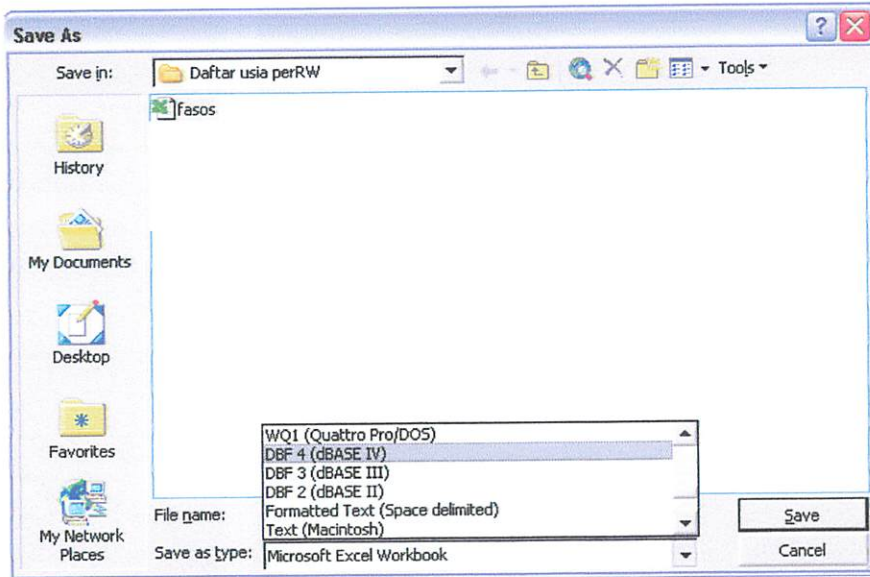 Save As
Save in:
Daftar usia perRW
Tools
fasos
History
My Documents
Desktop
Favorites
My Network
Places
WQ1 (Quattro Pro/DOS)
DBF 4 (dBASE IV)
DBF 3 (dBASE III)
DBF 2 (dBASE II)
Formatted Text (Space delimited)
Text (Macintosh)
File name:
Save
Save as type:
Microsoft Excel Workbook
Cancel